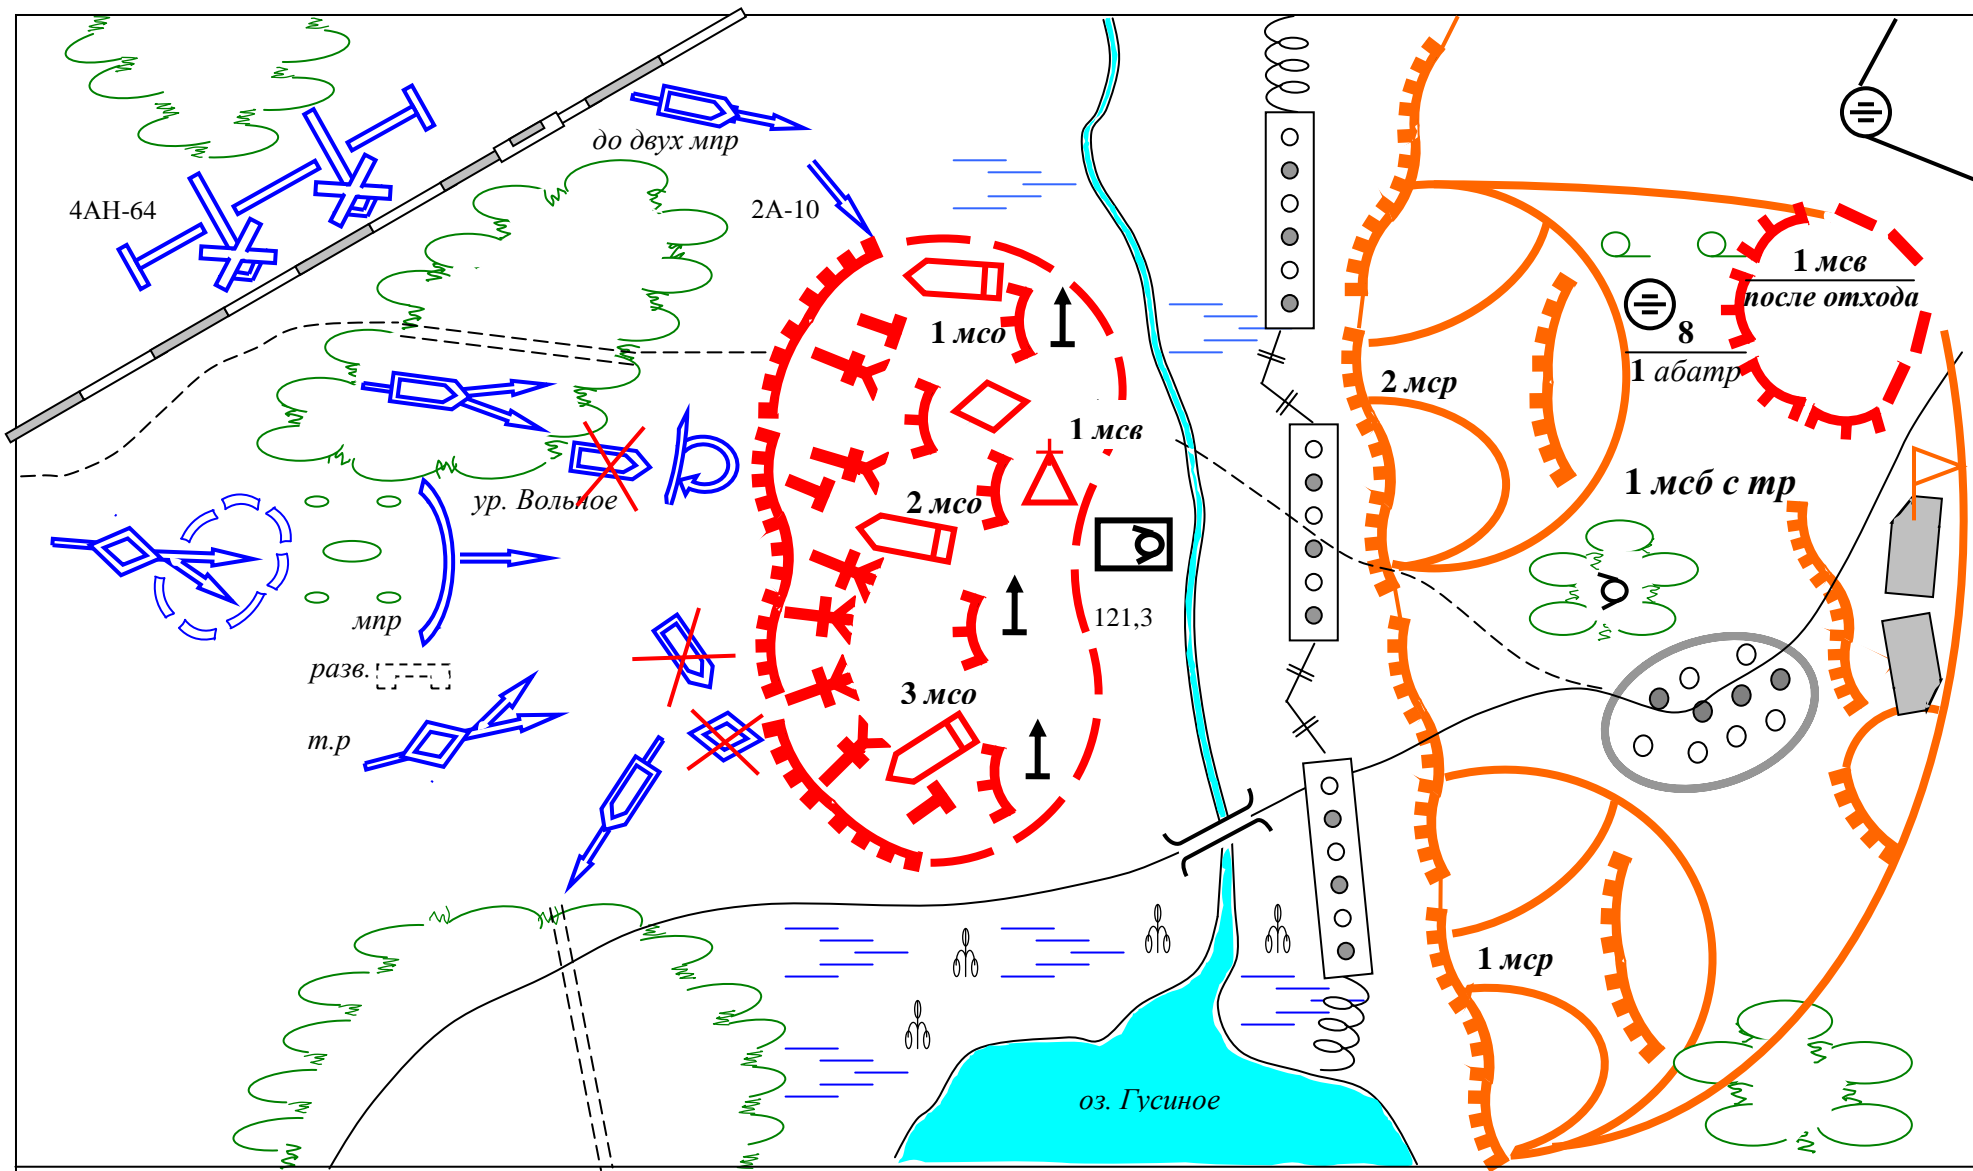 до двух мпр
4АН-64
2А-10
1 мсв
после отхода
1 мсо
8
1 абатр
2 мср
1 мсв
1 мсб с тр
ур. Вольное
2 мсо
121,3
мпр
разв.
3 мсо
т.р
1 мср
оз. Гусиное